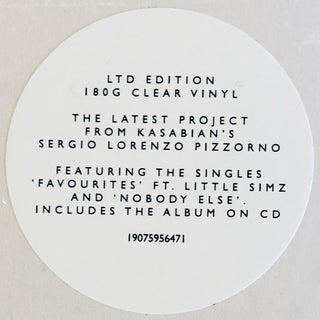 LTD EDITION
180G CLEAR VINYL
THE LATEST PROJECT
FROM KASABIAN'S
SERGIO LORENZO PIZZORNO
FEATURING THE SINGLES
'FAVOURITES' FT. LITTLE SIMZ
AND 'NOBODY ELSE'.
INCLUDES THE ALBUM ON CD
19075956471